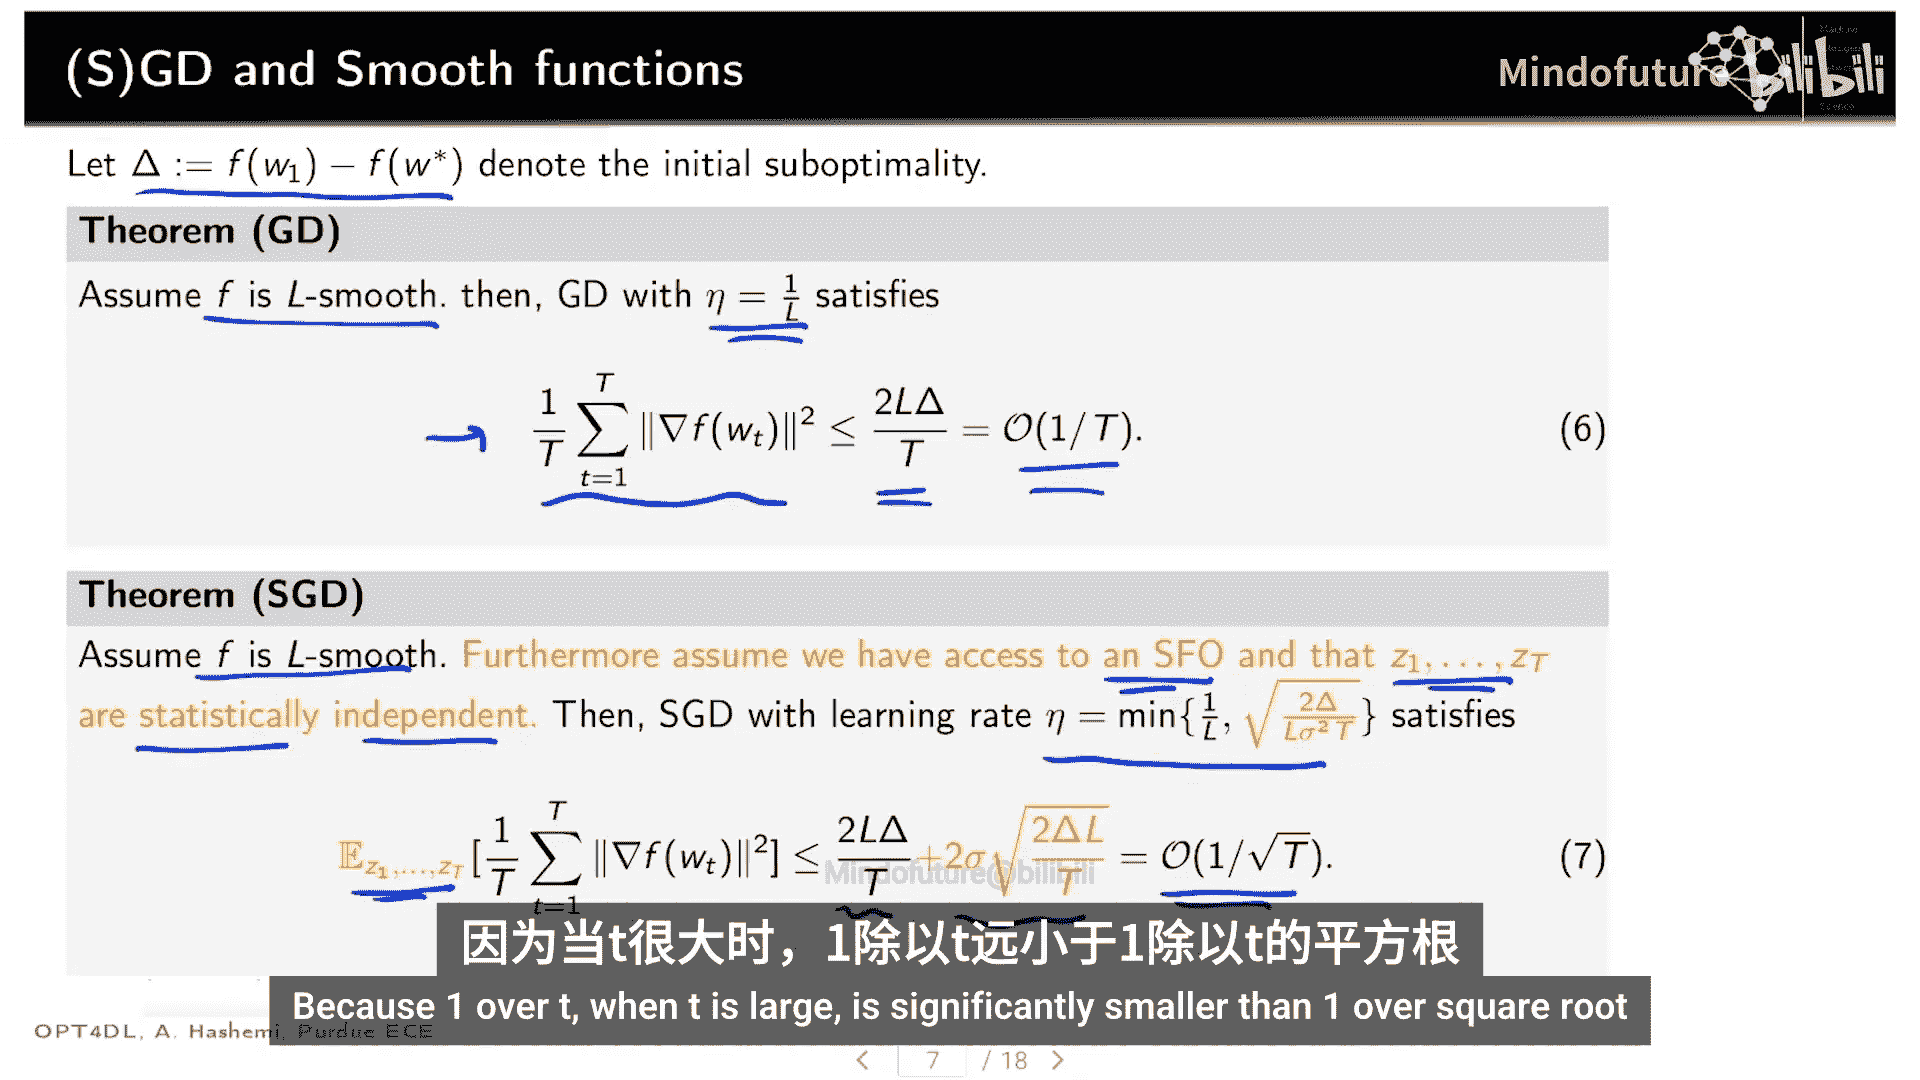 (S)GD and Smooth functions
Mindofuture
bilibili
Let Δ := f(w₁) − f(w*) denote the initial suboptimality.
Theorem (GD)
Assume f is L-smooth. then, GD with η = 1/L satisfies
1/T ∑_{t=1}^{T} ‖∇f(w_t)‖² ≤ 2LΔ/T = 𝒪(1/T). (6)
Theorem (SGD)
Assume f is L-smooth. Furthermore assume we have access to an SFO and that z₁, . . . , z_T
are statistically independent. Then, SGD with learning rate η = min{1/L, √(2Δ/(Lσ²T))} satisfies
𝔼_{z₁,...,z_T} [1/T ∑_{t=1}^{T} ‖∇f(w_t)‖²] ≤ 2LΔ/T + 2σ√(2ΔL/T) = 𝒪(1/√T). (7)
Mindofuture@bilibili
因为当t很大时，1除以t远小于1除以t的平方根
Because 1 over t, when t is large, is significantly smaller than 1 over square root
OPT4DL, A. Hashemi, Purdue ECE
7 / 18